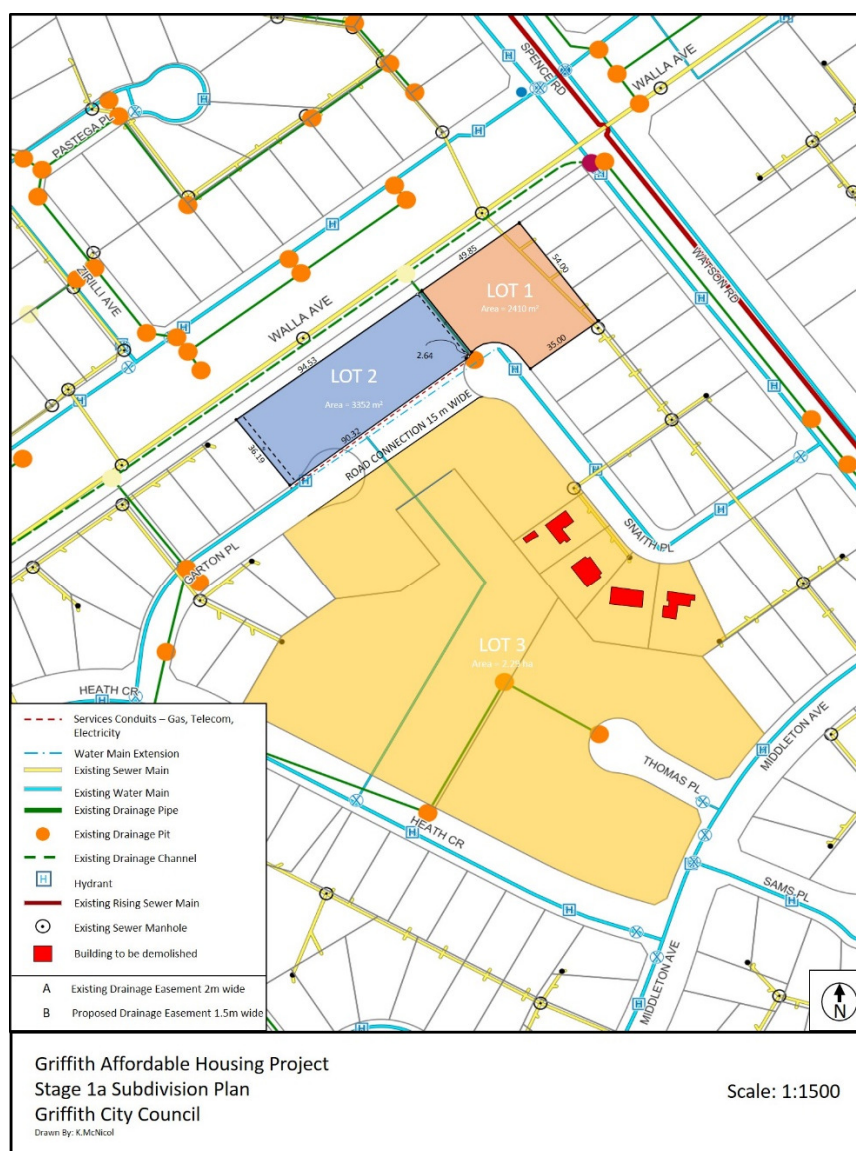 SPENCE RD
WALLA AVE
PASTEGA PL
ZIRILLI AVE
WALLA AVE
WATSON RD
49.85
54.00
LOT 1
Area = 2410 m²
35.00
94.53
2.64
LOT 2
Area = 3352 m²
36.19
90.32
ROAD CONNECTION 15 m WIDE
SNAITH PL
GARTON PL
LOT 3
Area = 2.29 ha
HEATH CR
THOMAS PL
MIDDLETON AVE
HEATH CR
SAMS PL
MIDDLETON AVE
H
Services Conduits – Gas, Telecom,
Electricity
Water Main Extension
Existing Sewer Main
Existing Water Main
Existing Drainage Pipe
Existing Drainage Pit
Existing Drainage Channel
H Hydrant
Existing Rising Sewer Main
Existing Sewer Manhole
Building to be demolished
A Existing Drainage Easement 2m wide
B Proposed Drainage Easement 1.5m wide
N
Griffith Affordable Housing Project
Stage 1a Subdivision Plan
Griffith City Council
Drawn By: K.McNicol
Scale: 1:1500